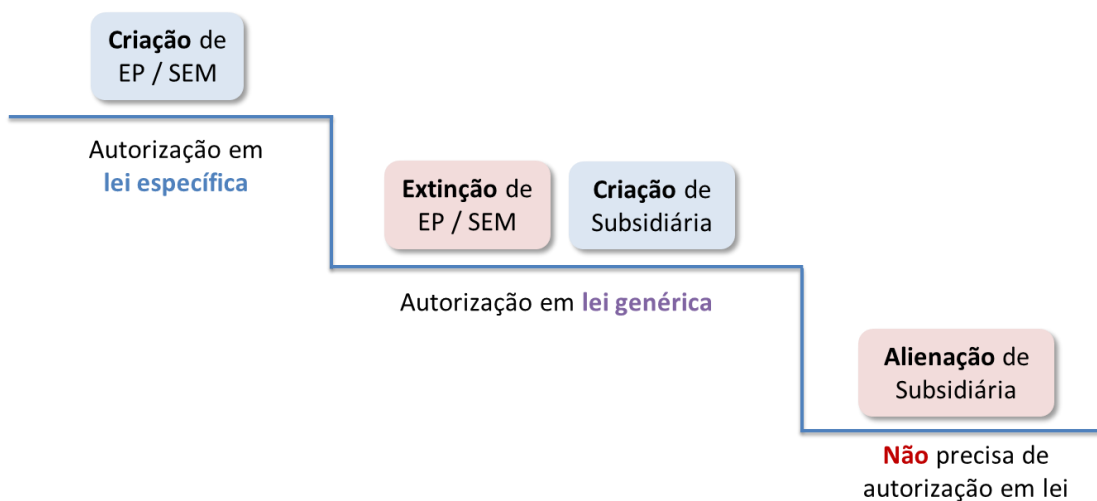 Criação de
EP / SEM
Autorização em
lei específica
Extinção de
EP / SEM
Criação de
Subsidiária
Autorização em lei genérica
Alienação de
Subsidiária
Não precisa de
autorização em lei